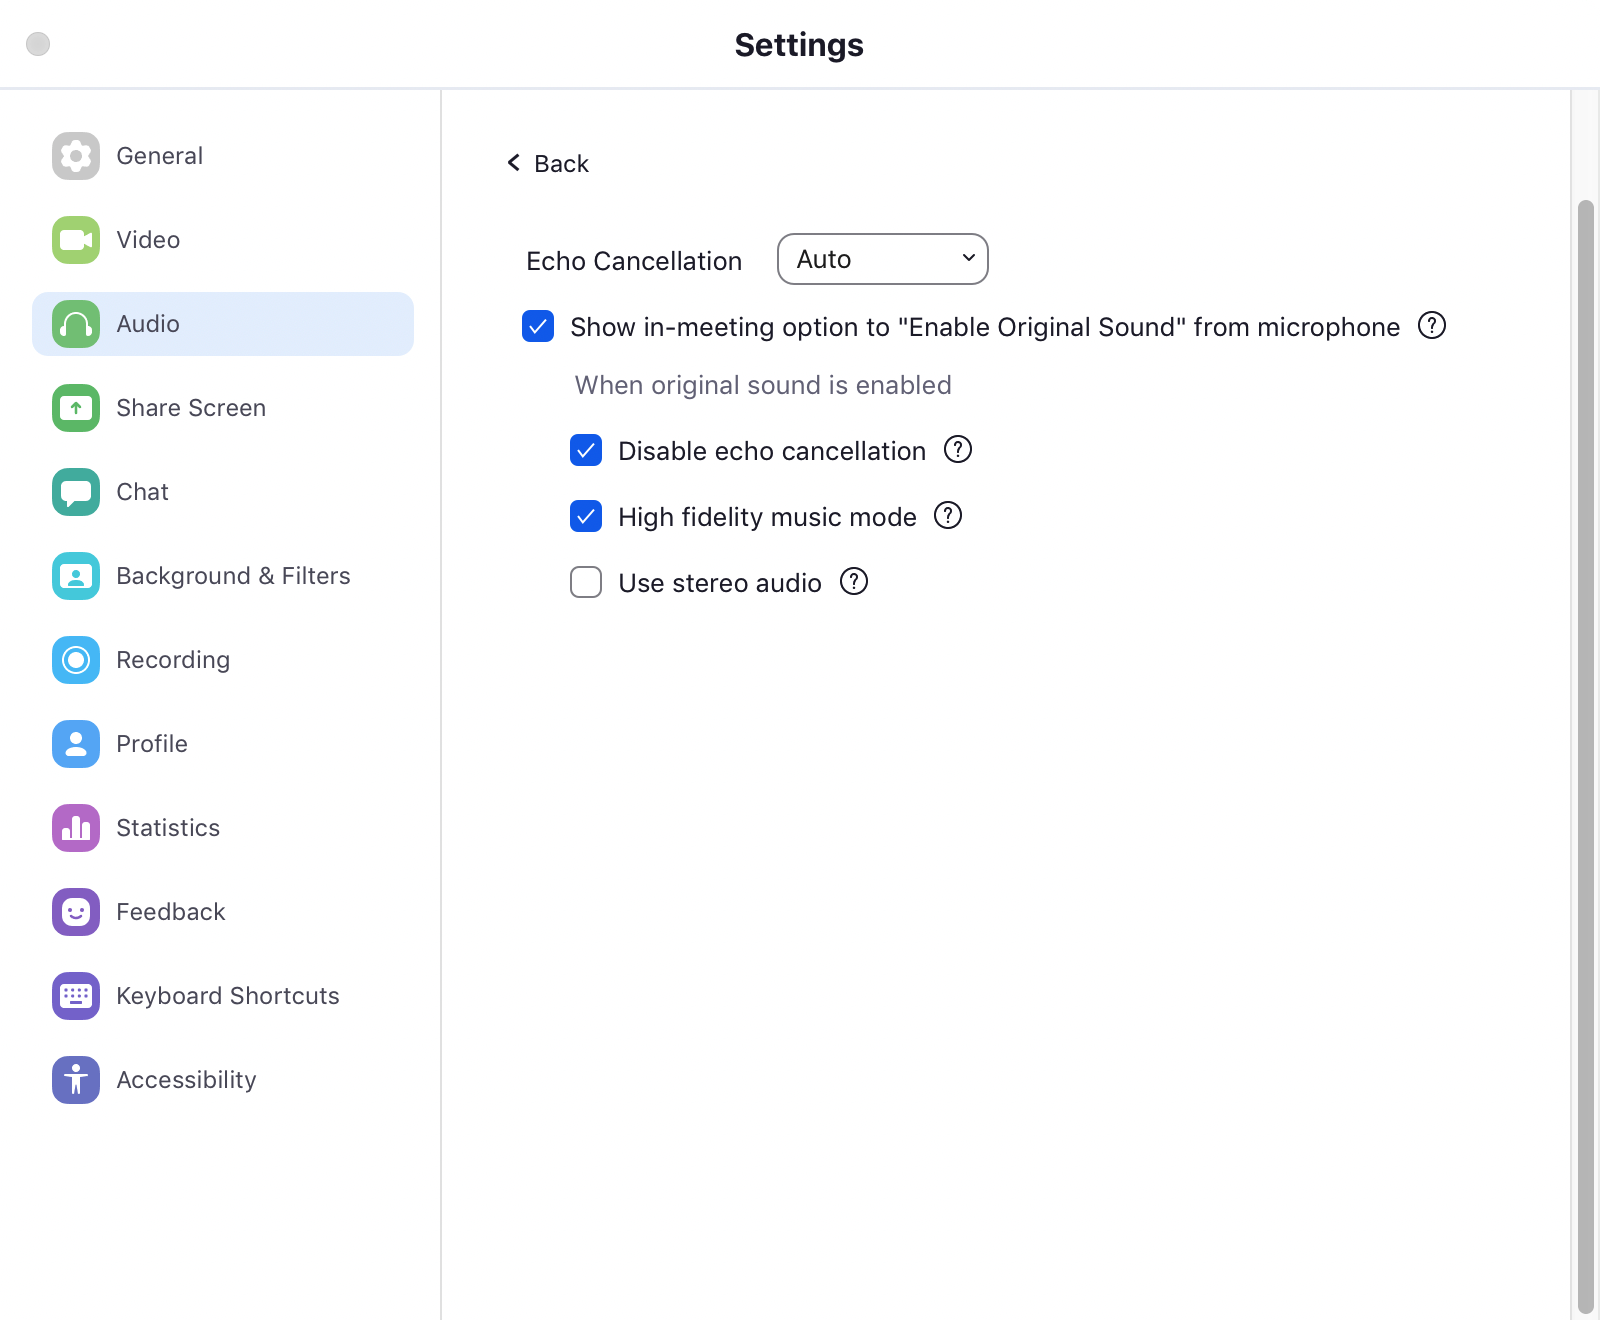 Settings
General
Video
Audio
Share Screen
Chat
Background & Filters
Recording
Profile
Statistics
Feedback
Keyboard Shortcuts
Accessibility
Back
Echo Cancellation Auto
Show in-meeting option to "Enable Original Sound" from microphone ?
When original sound is enabled
Disable echo cancellation ?
High fidelity music mode ?
Use stereo audio ?